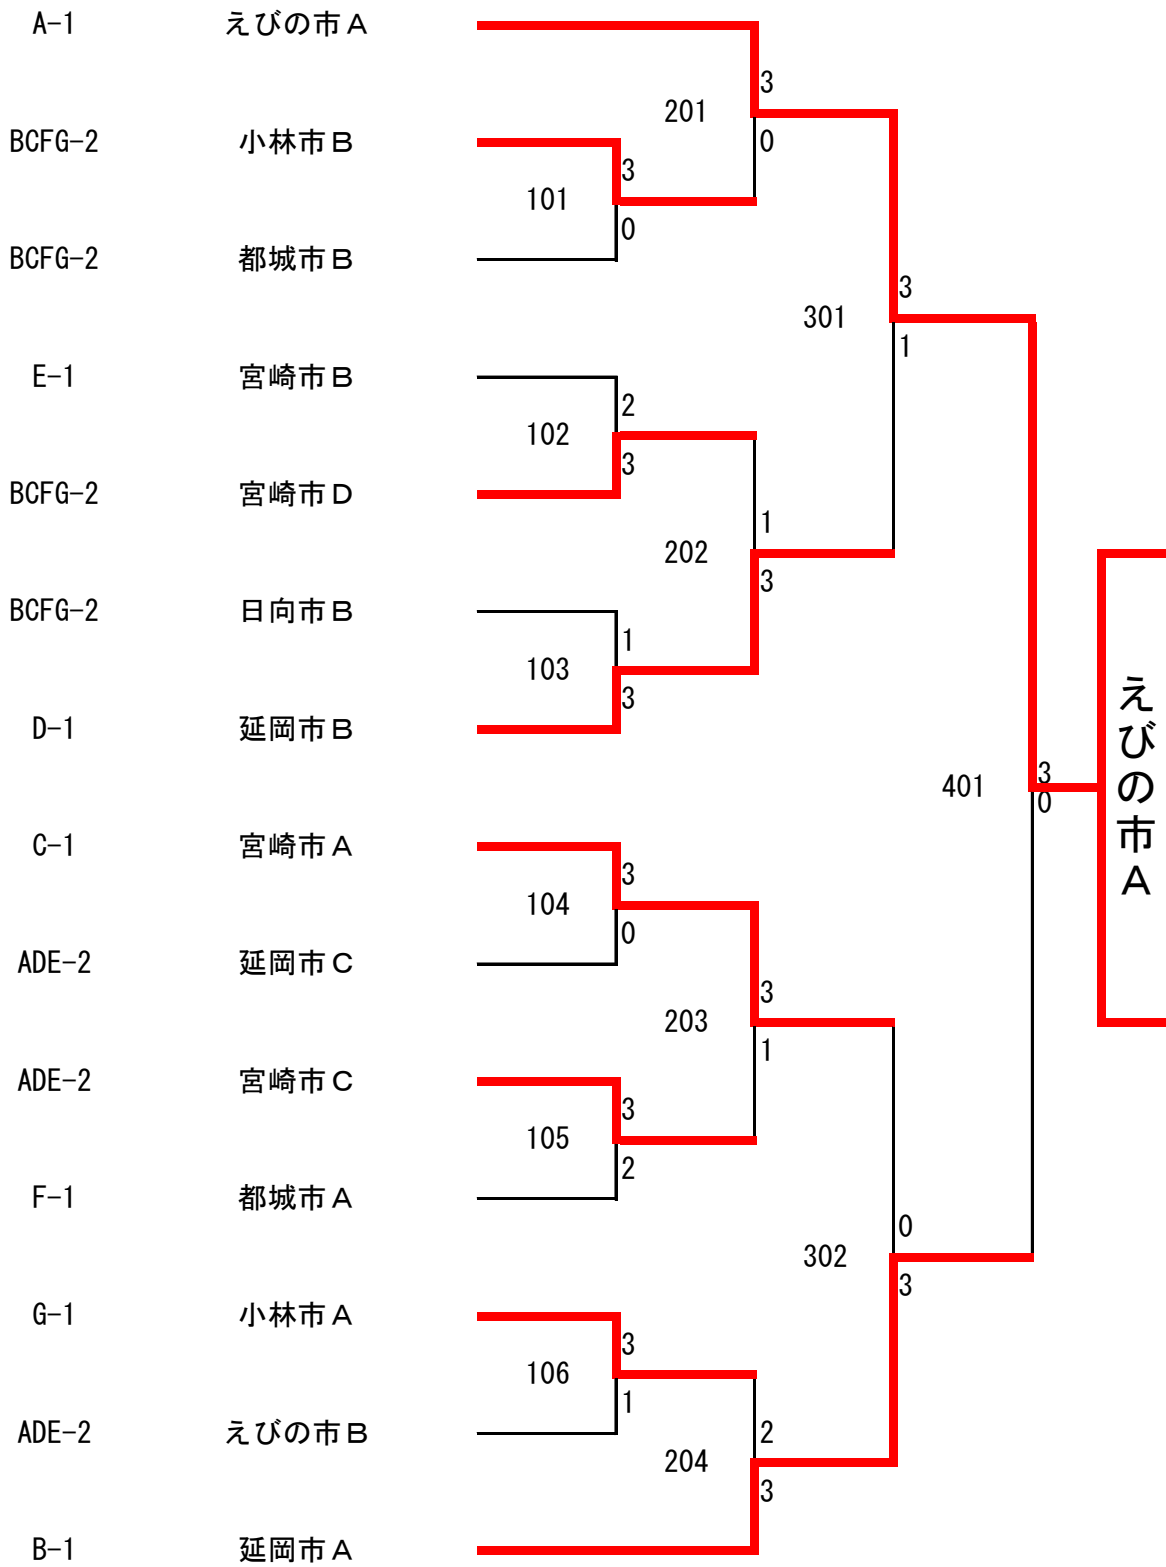 A-1 えびの市Ａ
3
201
BCFG-2 小林市Ｂ
0
3
101
0
BCFG-2 都城市Ｂ
3
301
1
E-1 宮崎市Ｂ
2
102
3
BCFG-2 宮崎市Ｄ
1
202
3
BCFG-2 日向市Ｂ
1
103
3
D-1 延岡市Ｂ
えびの市Ａ
3
401
0
C-1 宮崎市Ａ
3
104
0
ADE-2 延岡市Ｃ
3
203
1
ADE-2 宮崎市Ｃ
3
105
2
F-1 都城市Ａ
0
302
3
G-1 小林市Ａ
3
106
1
ADE-2 えびの市Ｂ
2
204
3
B-1 延岡市Ａ